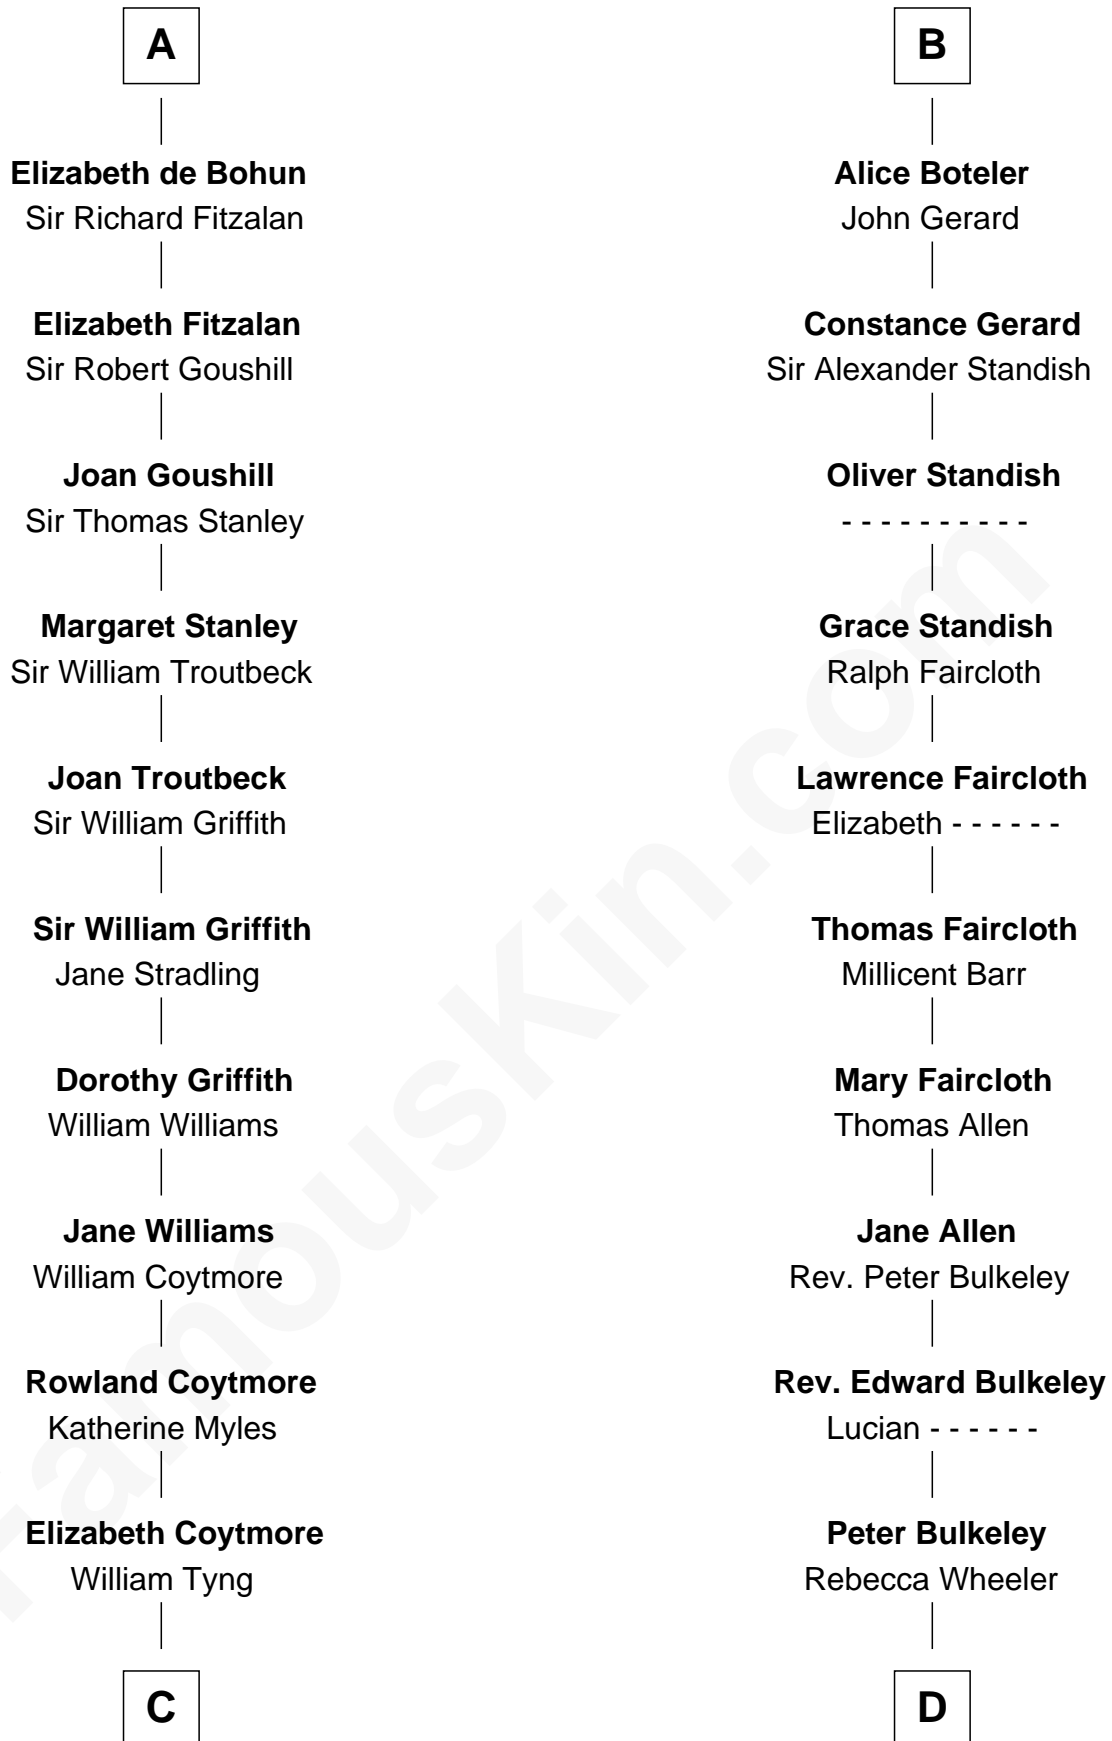 A
Elizabeth de Bohun
Sir Richard Fitzalan
Elizabeth Fitzalan
Sir Robert Goushill
Joan Goushill
Sir Thomas Stanley
Margaret Stanley
Sir William Troutbeck
Joan Troutbeck
Sir William Griffith
Sir William Griffith
Jane Stradling
Dorothy Griffith
William Williams
Jane Williams
William Coytmore
Rowland Coytmore
Katherine Myles
Elizabeth Coytmore
William Tyng
C
B
Alice Boteler
John Gerard
Constance Gerard
Sir Alexander Standish
Oliver Standish
- - - - - - - - - -
Grace Standish
Ralph Faircloth
Lawrence Faircloth
Elizabeth - - - - - -
Thomas Faircloth
Millicent Barr
Mary Faircloth
Thomas Allen
Jane Allen
Rev. Peter Bulkeley
Rev. Edward Bulkeley
Lucian - - - - - -
Peter Bulkeley
Rebecca Wheeler
D
FamousKin.com